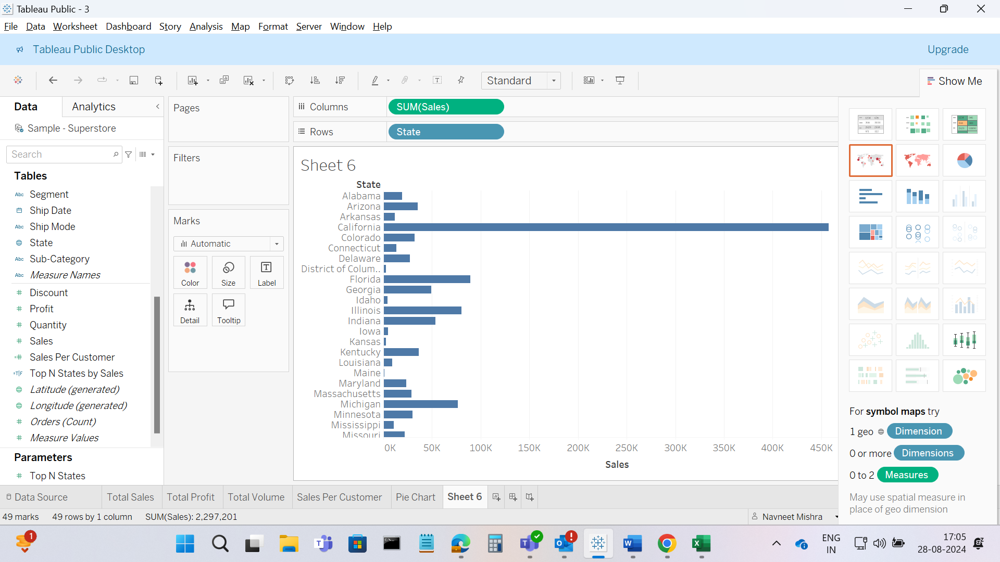 Tableau Public - 3
File Data Worksheet Dashboard Story Analysis Map Format Server Window Help
Tableau Public Desktop
Upgrade
Standard
Show Me
Data Analytics
Sample - Superstore
Search
Tables
Abc Segment
Ship Date
Abc Ship Mode
State
Abc Sub-Category
Abc Measure Names
# Discount
# Profit
# Quantity
# Sales
=# Sales Per Customer
=T|F Top N States by Sales
Latitude (generated)
Longitude (generated)
# Orders (Count)
# Measure Values
Parameters
# Top N States
Pages
Filters
Marks
Automatic
Color Size Label
Detail Tooltip
Columns SUM(Sales)
Rows State
Sheet 6
State
Alabama
Arizona
Arkansas
California
Colorado
Connecticut
Delaware
District of Colum..
Florida
Georgia
Idaho
Illinois
Indiana
Iowa
Kansas
Kentucky
Louisiana
Maine
Maryland
Massachusetts
Michigan
Minnesota
Mississippi
Missouri
0K 50K 100K 150K 200K 250K 300K 350K 400K 450K
Sales
For symbol maps try
1 geo Dimension
0 or more Dimensions
0 to 2 Measures
May use spatial measure in
place of geo dimension
Data Source Total Sales Total Profit Total Volume Sales Per Customer Pie Chart Sheet 6
49 marks 49 rows by 1 column SUM(Sales): 2,297,201
Navneet Mishra
1
ENG
IN
17:05
28-08-2024